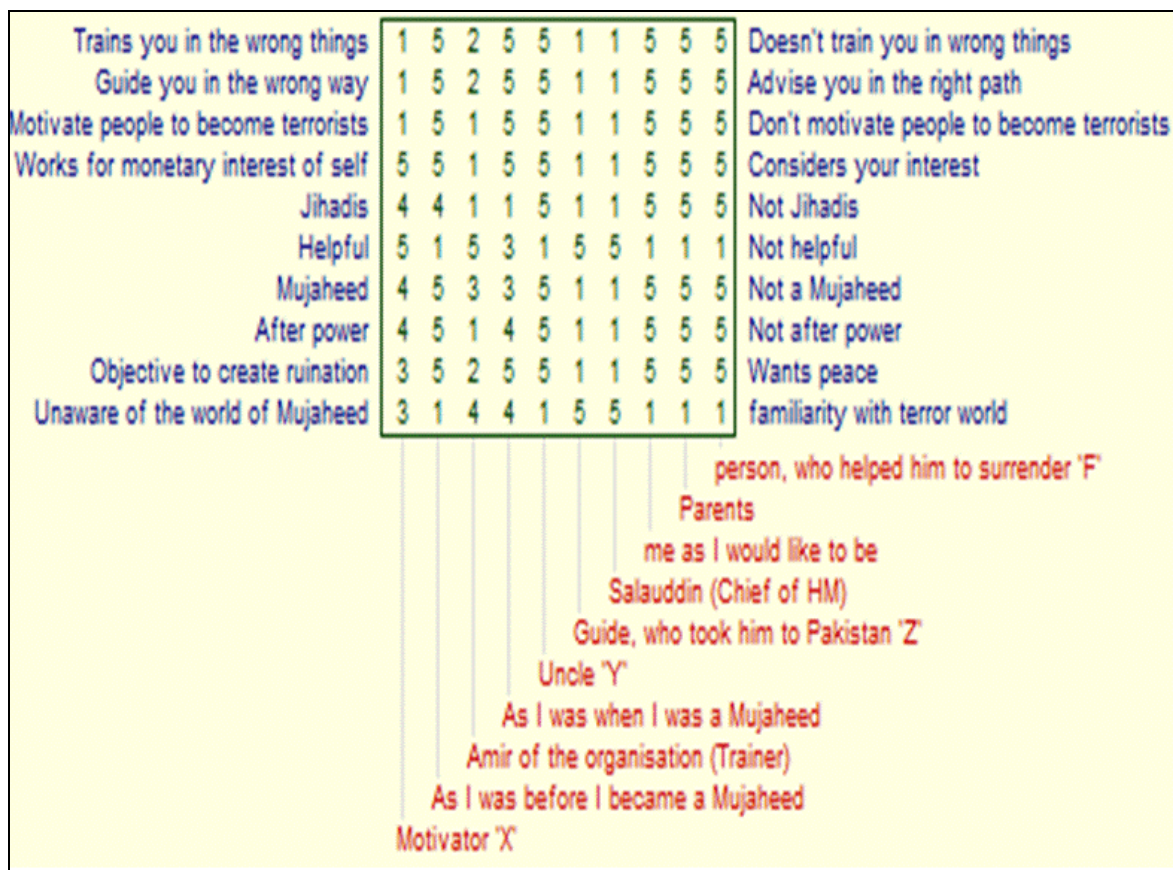 Trains you in the wrong things 1 5 2 5 5 1 1 5 5 5 Doesn't train you in wrong things
Guide you in the wrong way 1 5 2 5 5 1 1 5 5 5 Advise you in the right path
Motivate people to become terrorists 1 5 1 5 5 1 1 5 5 5 Don't motivate people to become terrorists
Works for monetary interest of self 5 5 1 5 5 1 1 5 5 5 Considers your interest
Jihadis 4 4 1 1 5 1 1 5 5 5 Not Jihadis
Helpful 5 1 5 3 1 5 5 1 1 1 Not helpful
Mujaheed 4 5 3 3 5 1 1 5 5 5 Not a Mujaheed
After power 4 5 1 4 5 1 1 5 5 5 Not after power
Objective to create ruination 3 5 2 5 5 1 1 5 5 5 Wants peace
Unaware of the world of Mujaheed 3 1 4 4 1 5 5 1 1 1 familiarity with terror world
person, who helped him to surrender 'F'
Parents
me as I would like to be
Salauddin (Chief of HM)
Guide, who took him to Pakistan 'Z'
Uncle 'Y'
As I was when I was a Mujaheed
Amir of the organisation (Trainer)
As I was before I became a Mujaheed
Motivator 'X'